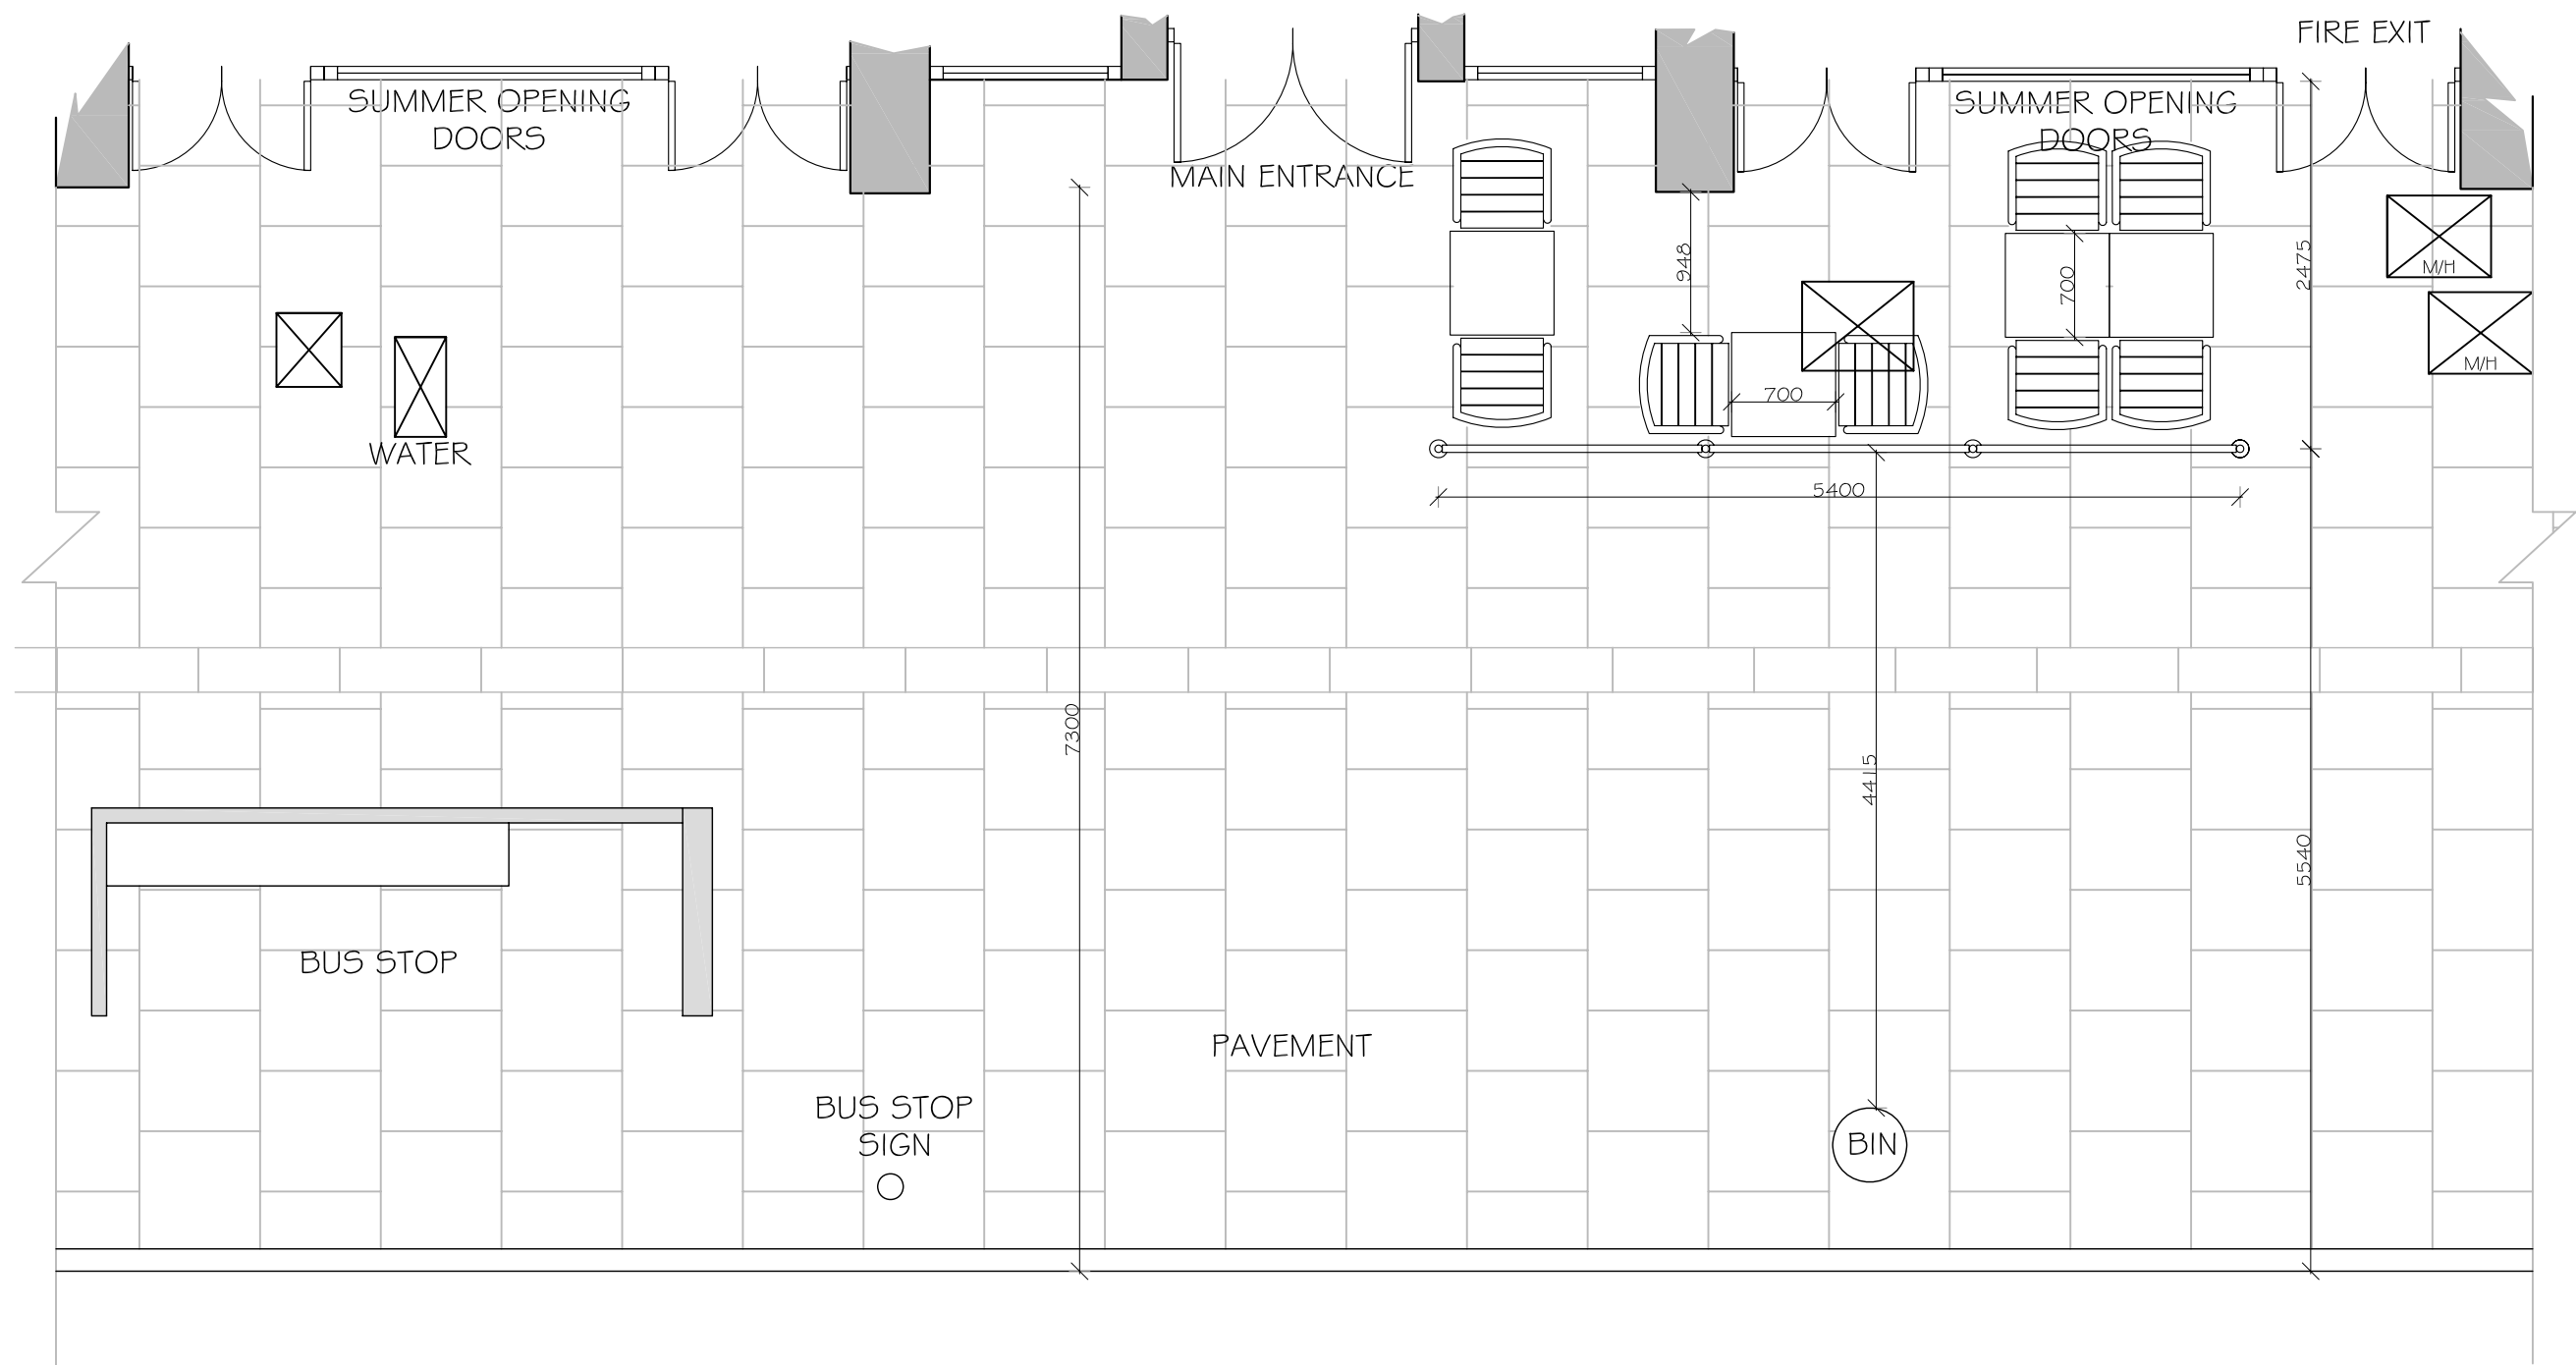 FIRE EXIT
SUMMER OPENING
DOORS
SUMMER OPENING
DOORS
MAIN ENTRANCE
948
700
2475
M/H
M/H
700
WATER
5400
7300
4415
5540
BUS STOP
PAVEMENT
BUS STOP
SIGN
BIN